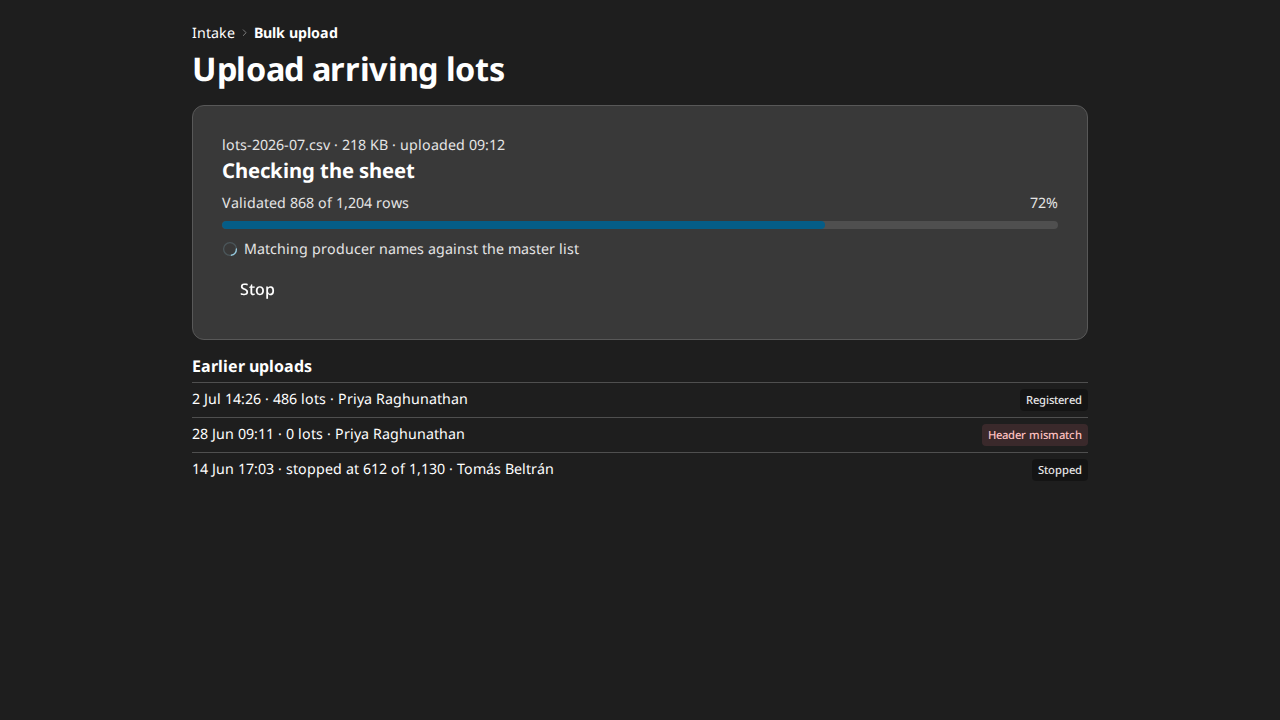 Intake › Bulk upload
Upload arriving lots
lots-2026-07.csv · 218 KB · uploaded 09:12
Checking the sheet
Validated 868 of 1,204 rows 72%
Matching producer names against the master list
Stop
Earlier uploads
2 Jul 14:26 · 486 lots · Priya Raghunathan Registered
28 Jun 09:11 · 0 lots · Priya Raghunathan Header mismatch
14 Jun 17:03 · stopped at 612 of 1,130 · Tomás Beltrán Stopped